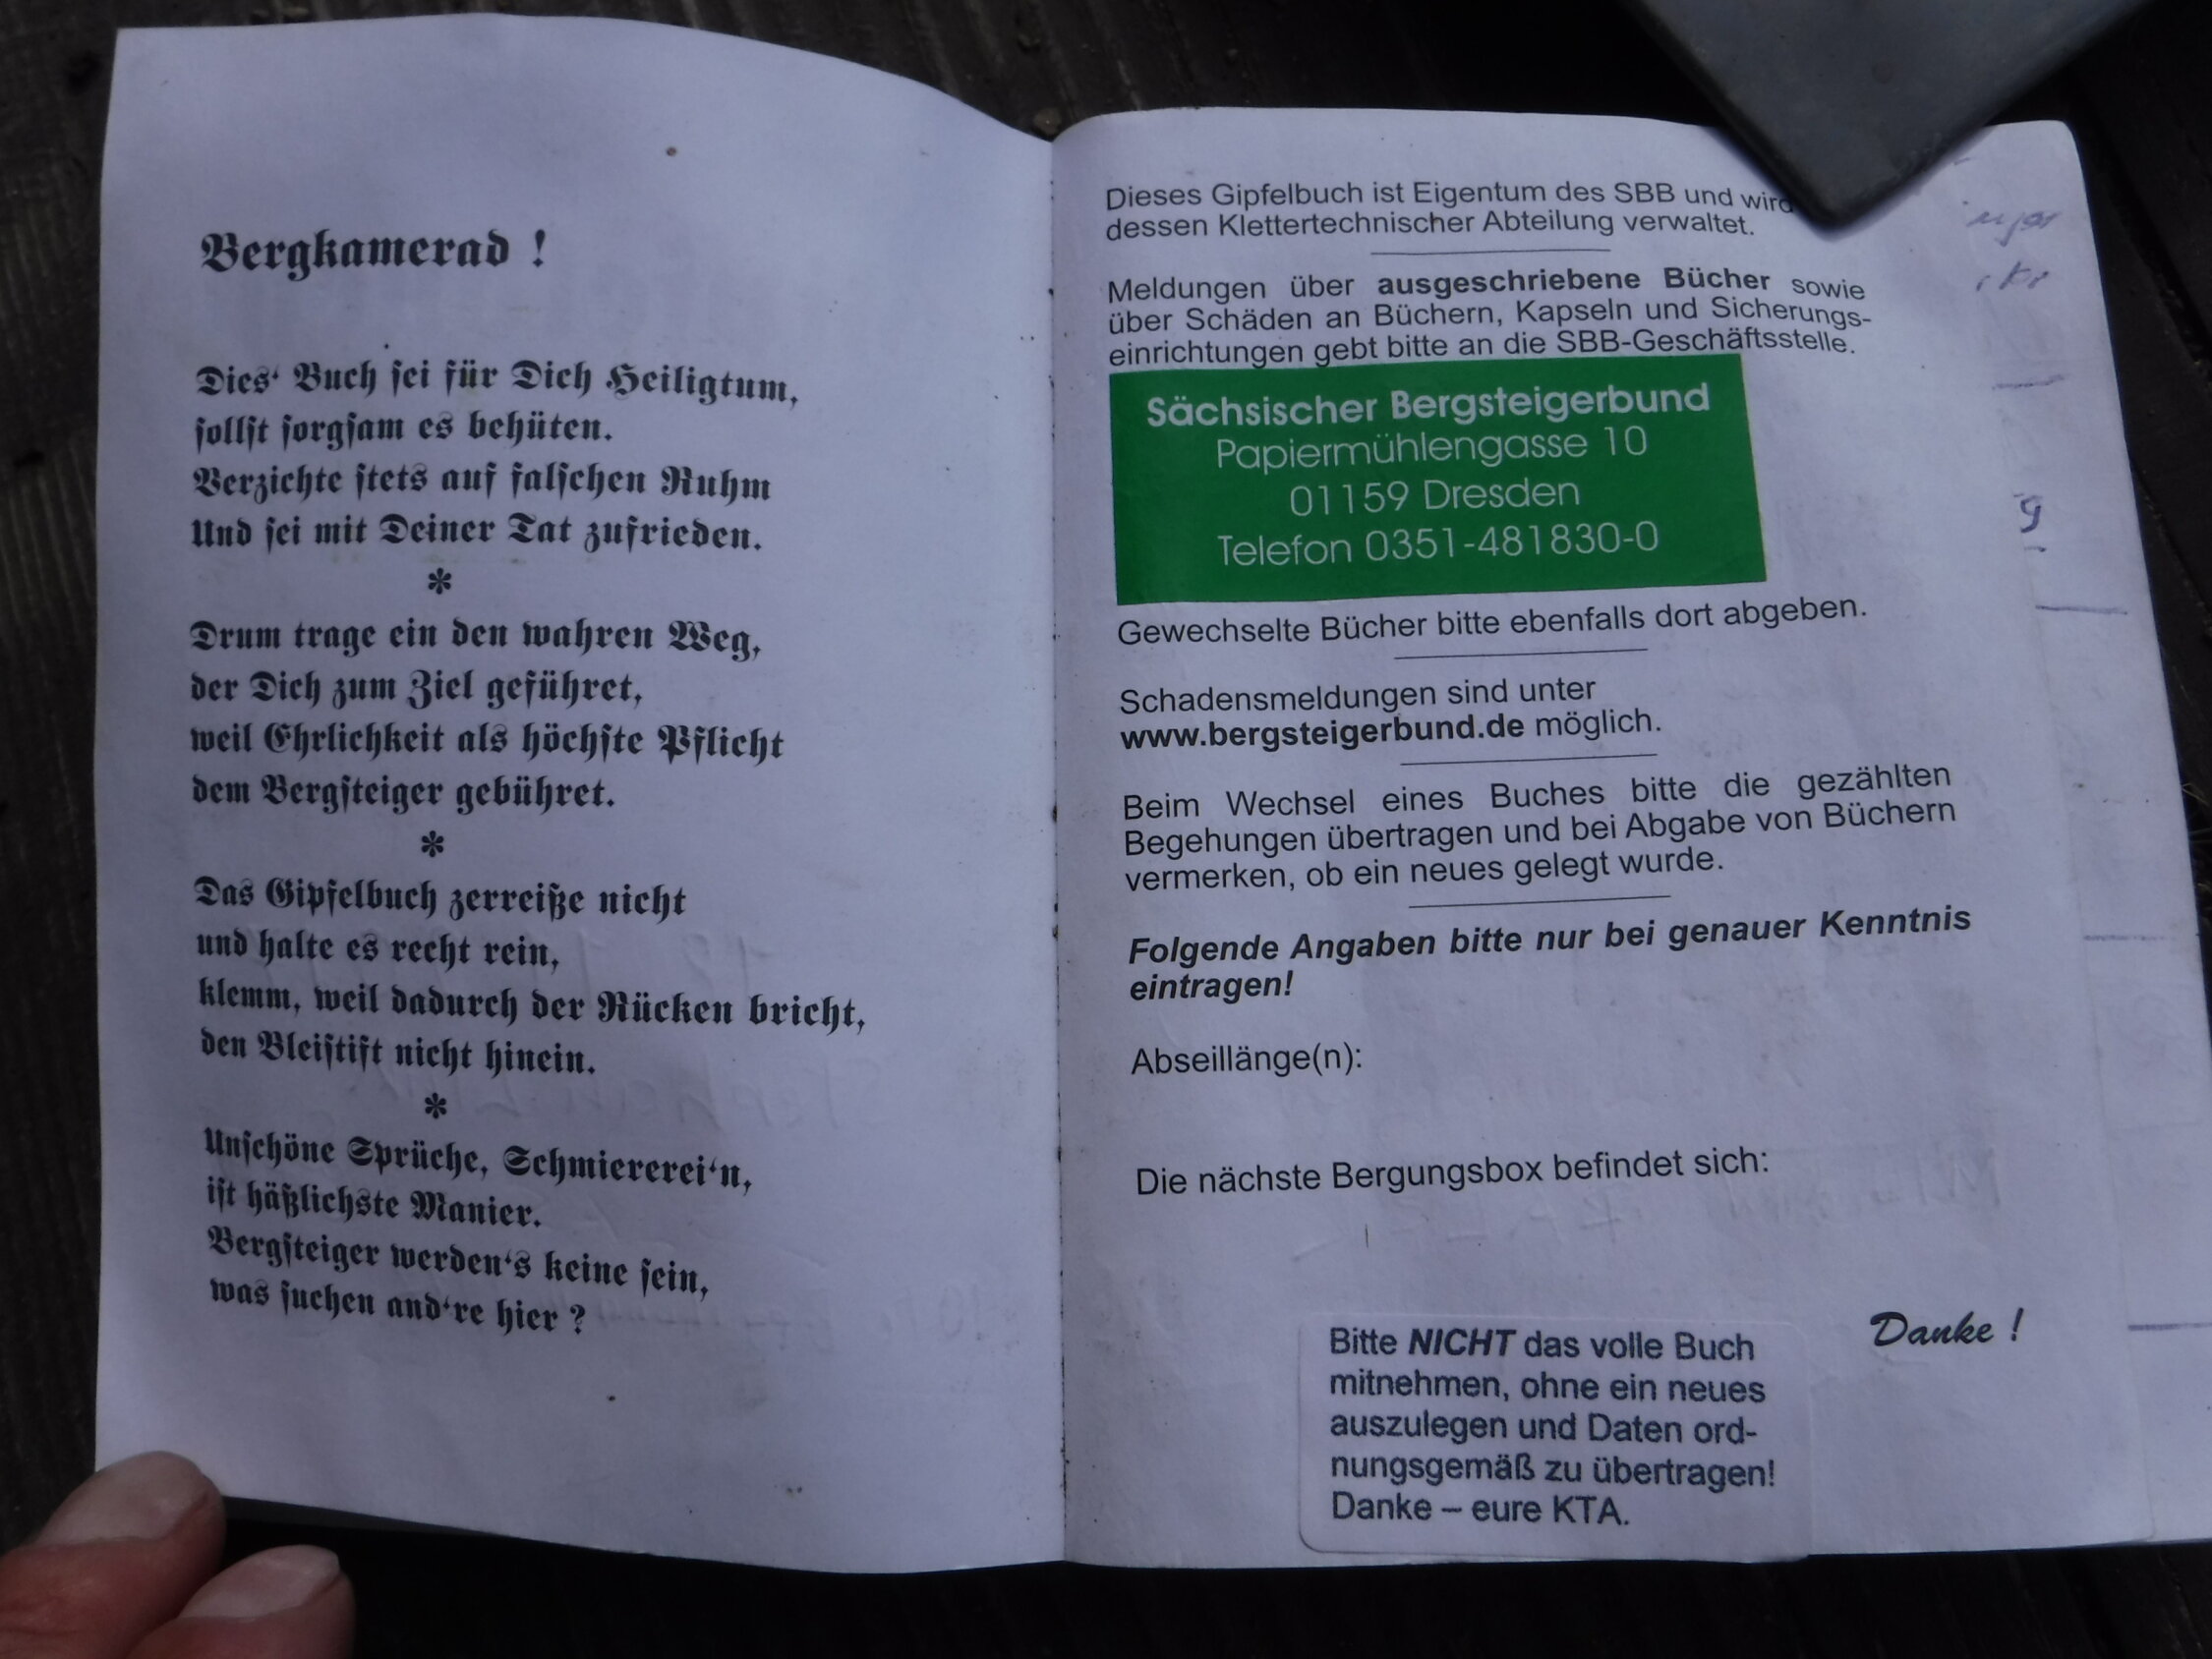 Bergkamerad !
Dies' Buch sei für Dich Heiligtum,
sollst sorgsam es behüten.
Verzichte stets auf falschen Ruhm
Und sei mit Deiner Tat zufrieden.
*
Drum trage ein den wahren Weg,
der Dich zum Ziel geführet,
weil Ehrlichkeit als höchste Pflicht
dem Bergsteiger gebühret.
*
Das Gipfelbuch zerreiße nicht
und halte es recht rein,
klemm, weil dadurch der Rücken bricht,
den Bleistift nicht hinein.
*
Unschöne Sprüche, Schmiererei'n,
ist häßlichste Manier.
Bergsteiger werden's keine sein,
was suchen and're hier ?
Dieses Gipfelbuch ist Eigentum des SBB und wird
dessen Klettertechnischer Abteilung verwaltet.
Meldungen über ausgeschriebene Bücher sowie
über Schäden an Büchern, Kapseln und Sicherungs-
einrichtungen gebt bitte an die SBB-Geschäftsstelle.
Sächsischer Bergsteigerbund
Papiermühlengasse 10
01159 Dresden
Telefon 0351-481830-0
Gewechselte Bücher bitte ebenfalls dort abgeben.
Schadensmeldungen sind unter
www.bergsteigerbund.de möglich.
Beim Wechsel eines Buches bitte die gezählten
Begehungen übertragen und bei Abgabe von Büchern
vermerken, ob ein neues gelegt wurde.
Folgende Angaben bitte nur bei genauer Kenntnis
eintragen!
Abseillänge(n):
Die nächste Bergungsbox befindet sich:
Danke !
Bitte NICHT das volle Buch
mitnehmen, ohne ein neues
auszulegen und Daten ord-
nungsgemäß zu übertragen!
Danke – eure KTA.